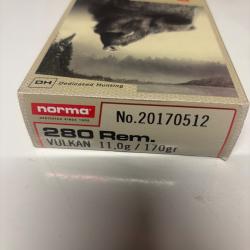 DH Dedicated Hunting
norma
No.20170512
280 Rem.
VULKAN 11.0g / 170gr